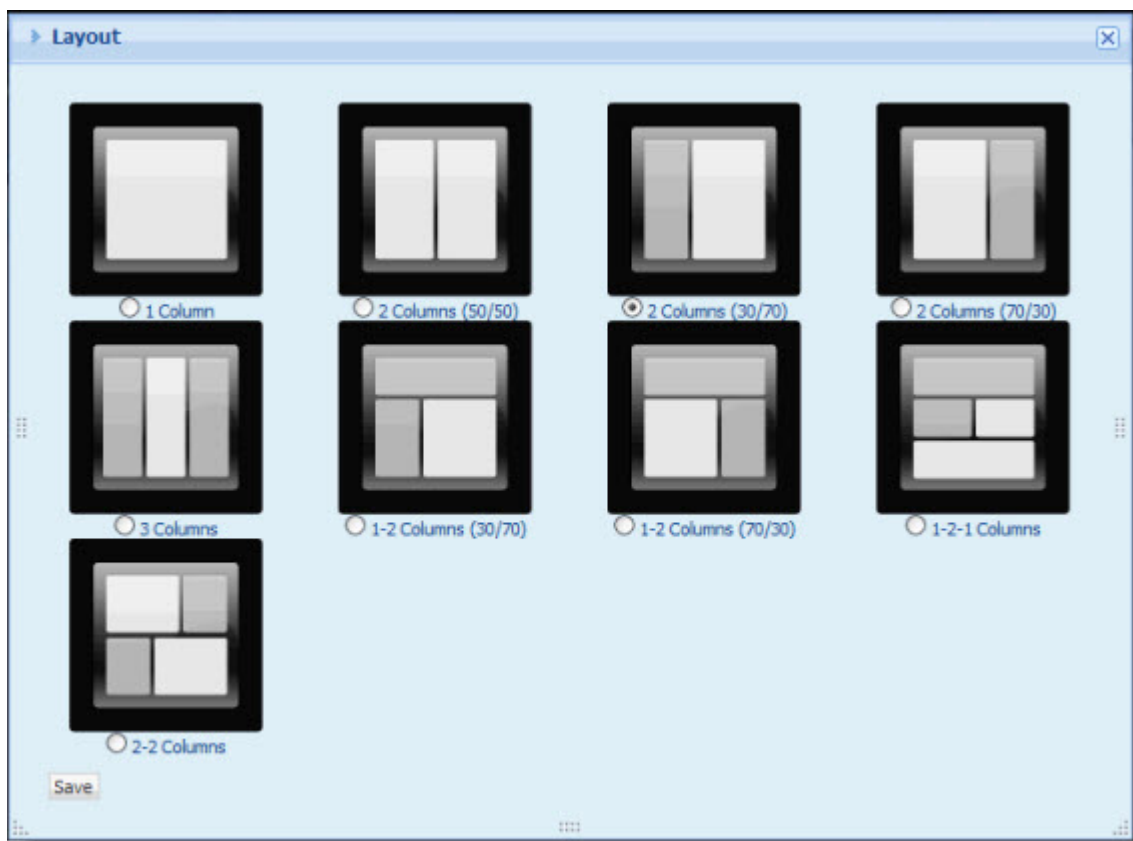 Layout
1 Column
2 Columns (50/50)
2 Columns (30/70)
2 Columns (70/30)
3 Columns
1-2 Columns (30/70)
1-2 Columns (70/30)
1-2-1 Columns
2-2 Columns
Save